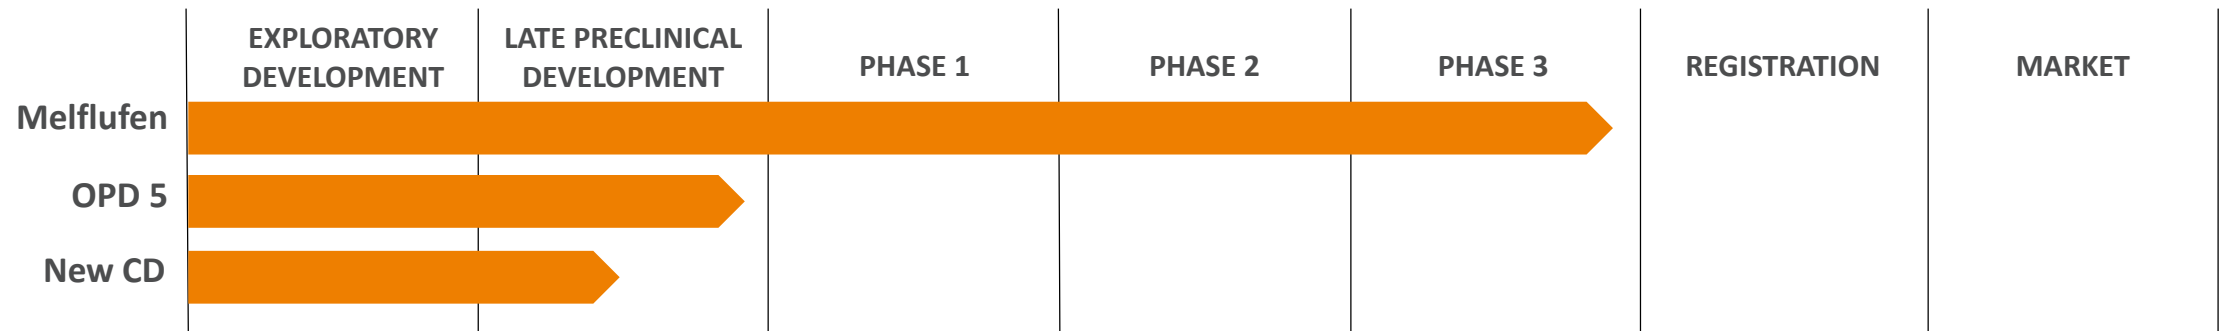 EXPLORATORY
DEVELOPMENT
LATE PRECLINICAL
DEVELOPMENT
PHASE 1
PHASE 2
PHASE 3
REGISTRATION
MARKET
Melflufen
OPD 5
New CD